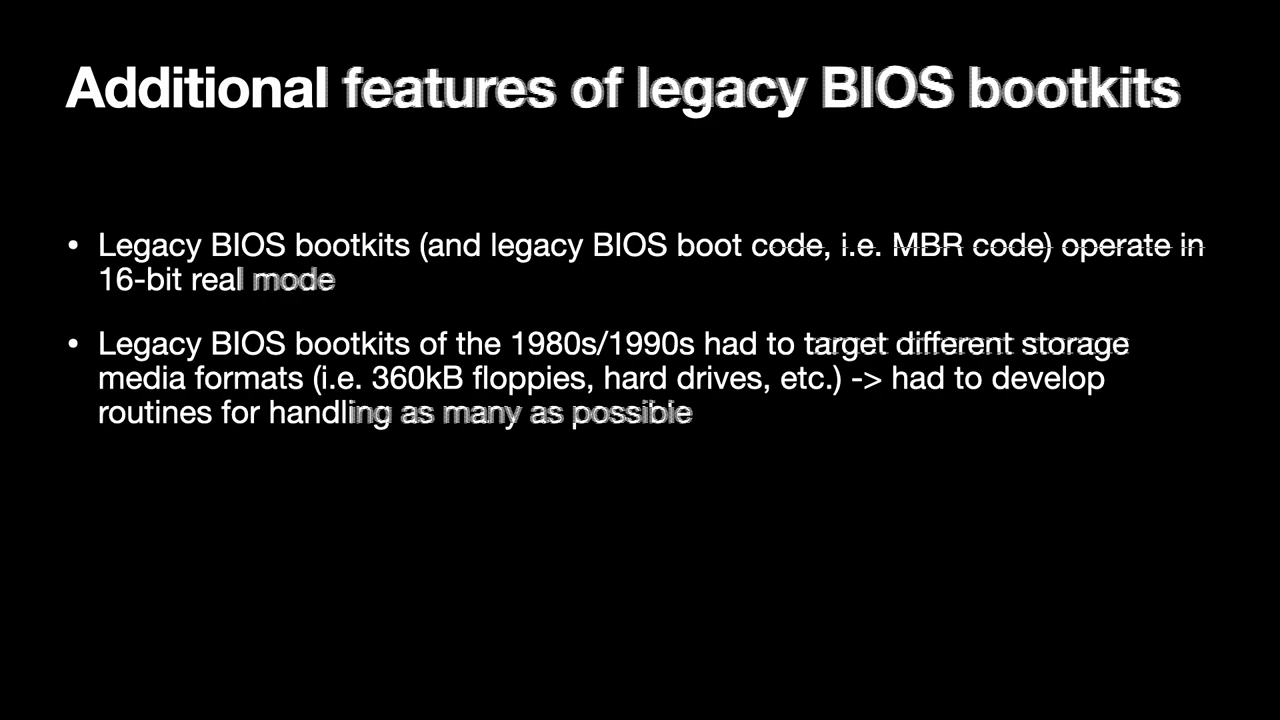 Additional features of legacy BIOS bootkits
• Legacy BIOS bootkits (and legacy BIOS boot code, i.e. MBR code) operate in
16-bit real mode
• Legacy BIOS bootkits of the 1980s/1990s had to target different storage
media formats (i.e. 360kB floppies, hard drives, etc.) -> had to develop
routines for handling as many as possible